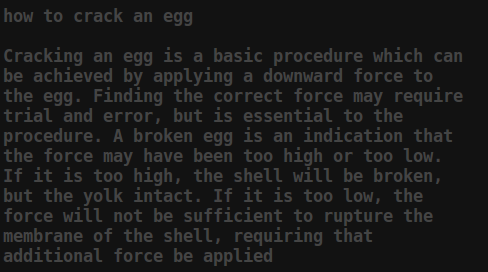 how to crack an egg
Cracking an egg is a basic procedure which can
be achieved by applying a downward force to
the egg. Finding the correct force may require
trial and error, but is essential to the
procedure. A broken egg is an indication that
the force may have been too high or too low.
If it is too high, the shell will be broken,
but the yolk intact. If it is too low, the
force will not be sufficient to rupture the
membrane of the shell, requiring that
additional force be applied